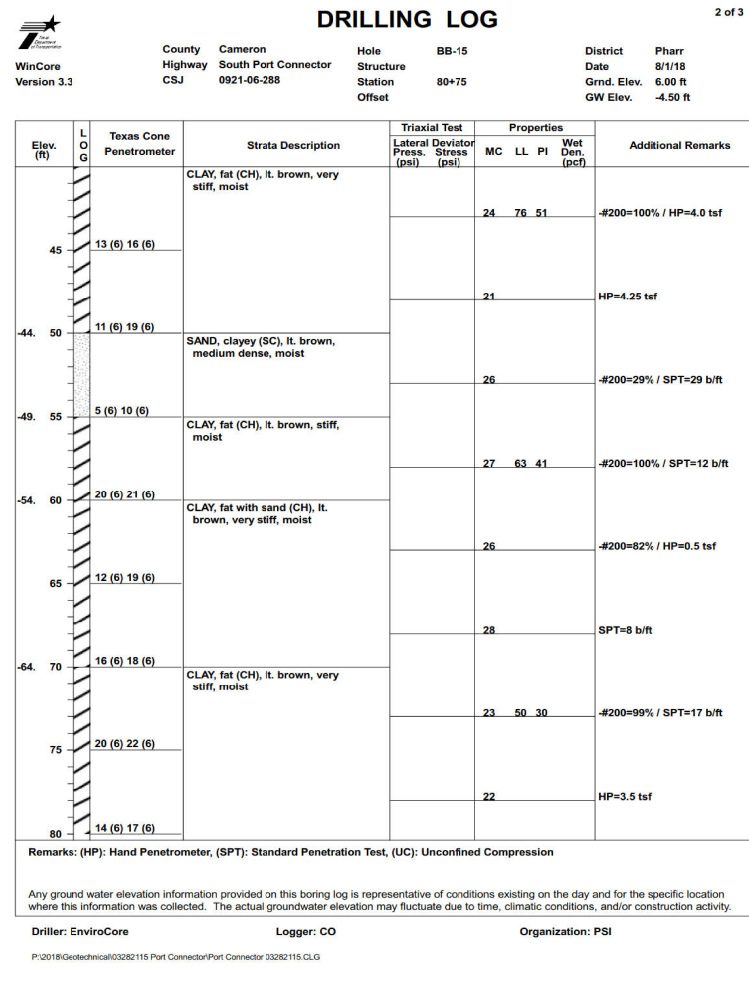 DRILLING LOG
2 of 3
Texas
Department
of Transportation
WinCore
Version 3.3
County Cameron
Highway South Port Connector
CSJ 0921-06-288
Hole BB-15
Structure
Station 80+75
Offset
District Pharr
Date 8/1/18
Grnd. Elev. 6.00 ft
GW Elev. -4.50 ft
Elev.
(ft)
L
O
G
Texas Cone
Penetrometer
Strata Description
Triaxial Test
Lateral Deviator
Press. Stress
(psi) (psi)
Properties
MC LL PI Wet
Den.
(pcf)
Additional Remarks
CLAY, fat (CH), lt. brown, very
stiff, moist
24 76 51 -#200=100% / HP=4.0 tsf
45 13 (6) 16 (6)
21 HP=4.25 tsf
-44. 50 11 (6) 19 (6)
SAND, clayey (SC), lt. brown,
medium dense, moist
26 -#200=29% / SPT=29 b/ft
-49. 55 5 (6) 10 (6)
CLAY, fat (CH), lt. brown, stiff,
moist
27 63 41 -#200=100% / SPT=12 b/ft
-54. 60 20 (6) 21 (6)
CLAY, fat with sand (CH), lt.
brown, very stiff, moist
26 -#200=82% / HP=0.5 tsf
65 12 (6) 19 (6)
28 SPT=8 b/ft
-64. 70 16 (6) 18 (6)
CLAY, fat (CH), lt. brown, very
stiff, moist
23 50 30 -#200=99% / SPT=17 b/ft
75 20 (6) 22 (6)
22 HP=3.5 tsf
80 14 (6) 17 (6)
Remarks: (HP): Hand Penetrometer, (SPT): Standard Penetration Test, (UC): Unconfined Compression
Any ground water elevation information provided on this boring log is representative of conditions existing on the day and for the specific location
where this information was collected. The actual groundwater elevation may fluctuate due to time, climatic conditions, and/or construction activity.
Driller: EnviroCore Logger: CO Organization: PSI
P:\2018\Geotechnical\03282115 Port Connector\Port Connector 03282115.CLG